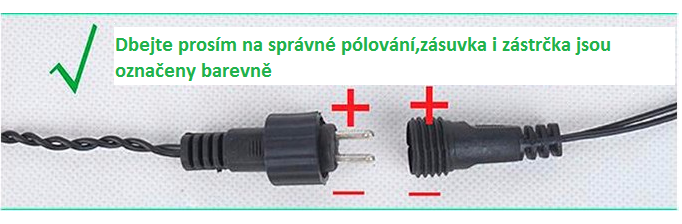 Dbejte prosím na správné pólování,zásuvka i zástrčka jsou
označeny barevně
+ +
− −